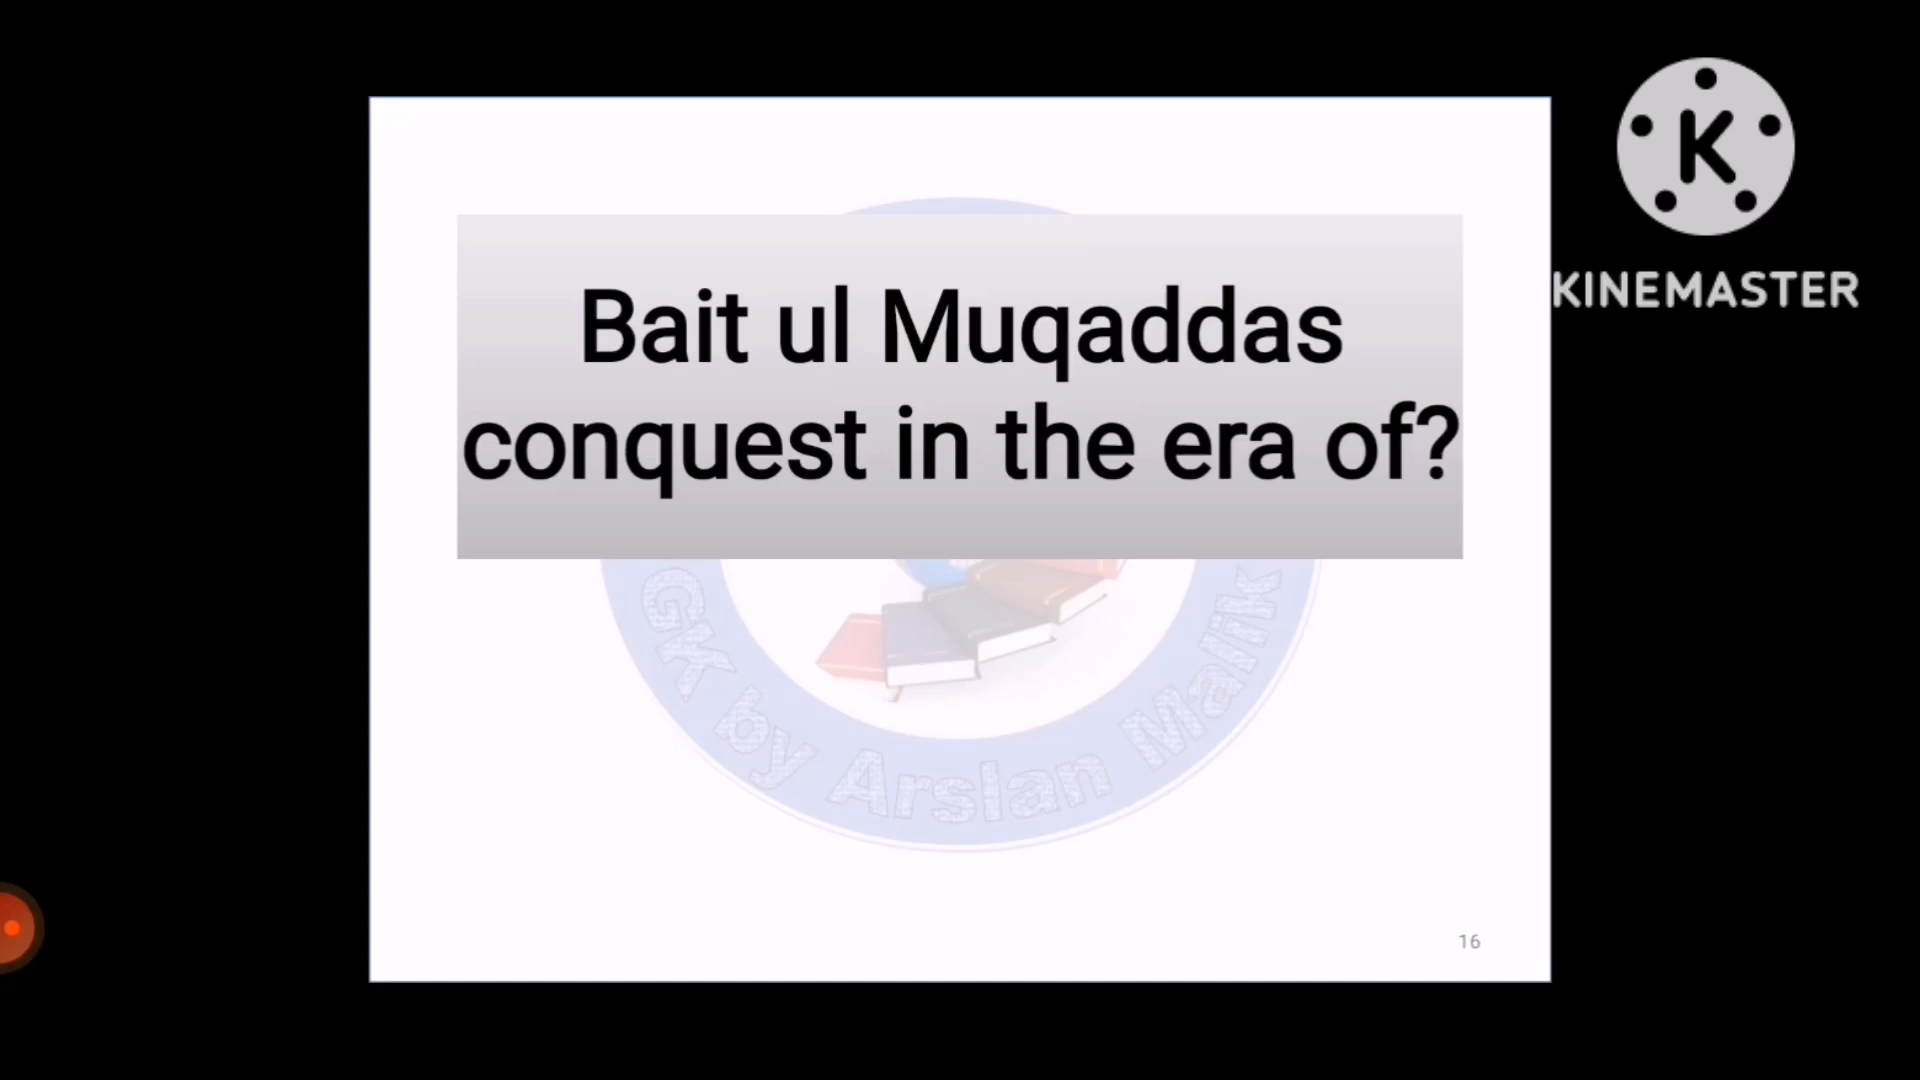 Bait ul Muqaddas
conquest in the era of?
K
KINEMASTER
GK by Arslan Malik
16